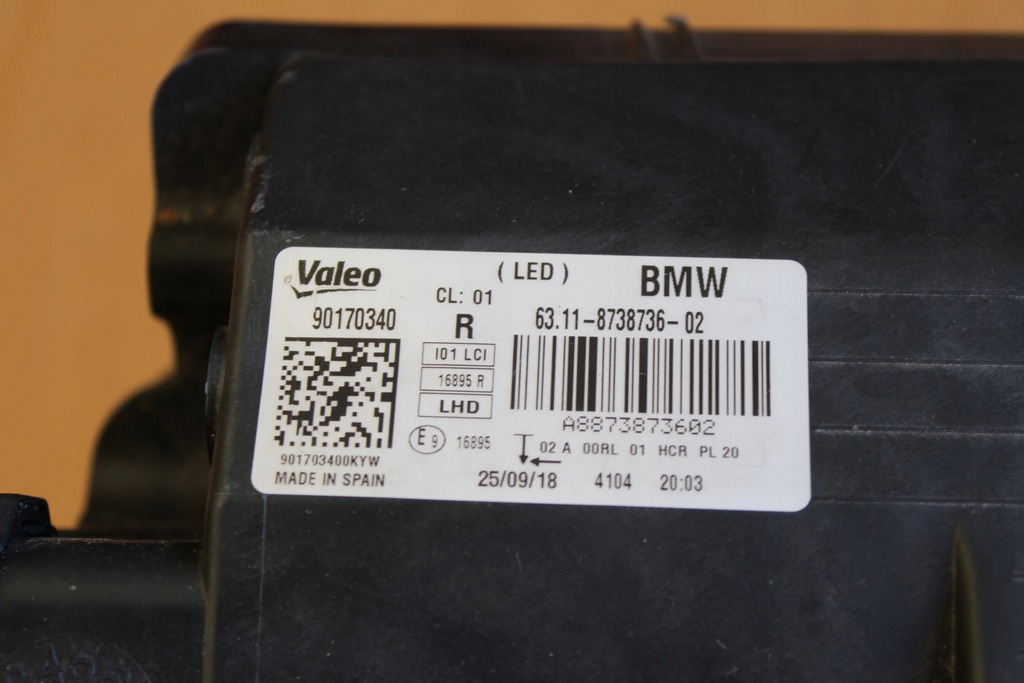 Valeo
( LED )
BMW
CL: 01
90170340
R
63.11-8738736-02
I01 LCI
16895 R
LHD
A8873873602
E9 16895
02 A 00RL 01 HCR PL 20
901703400KYW
MADE IN SPAIN
25/09/18 4104 20:03